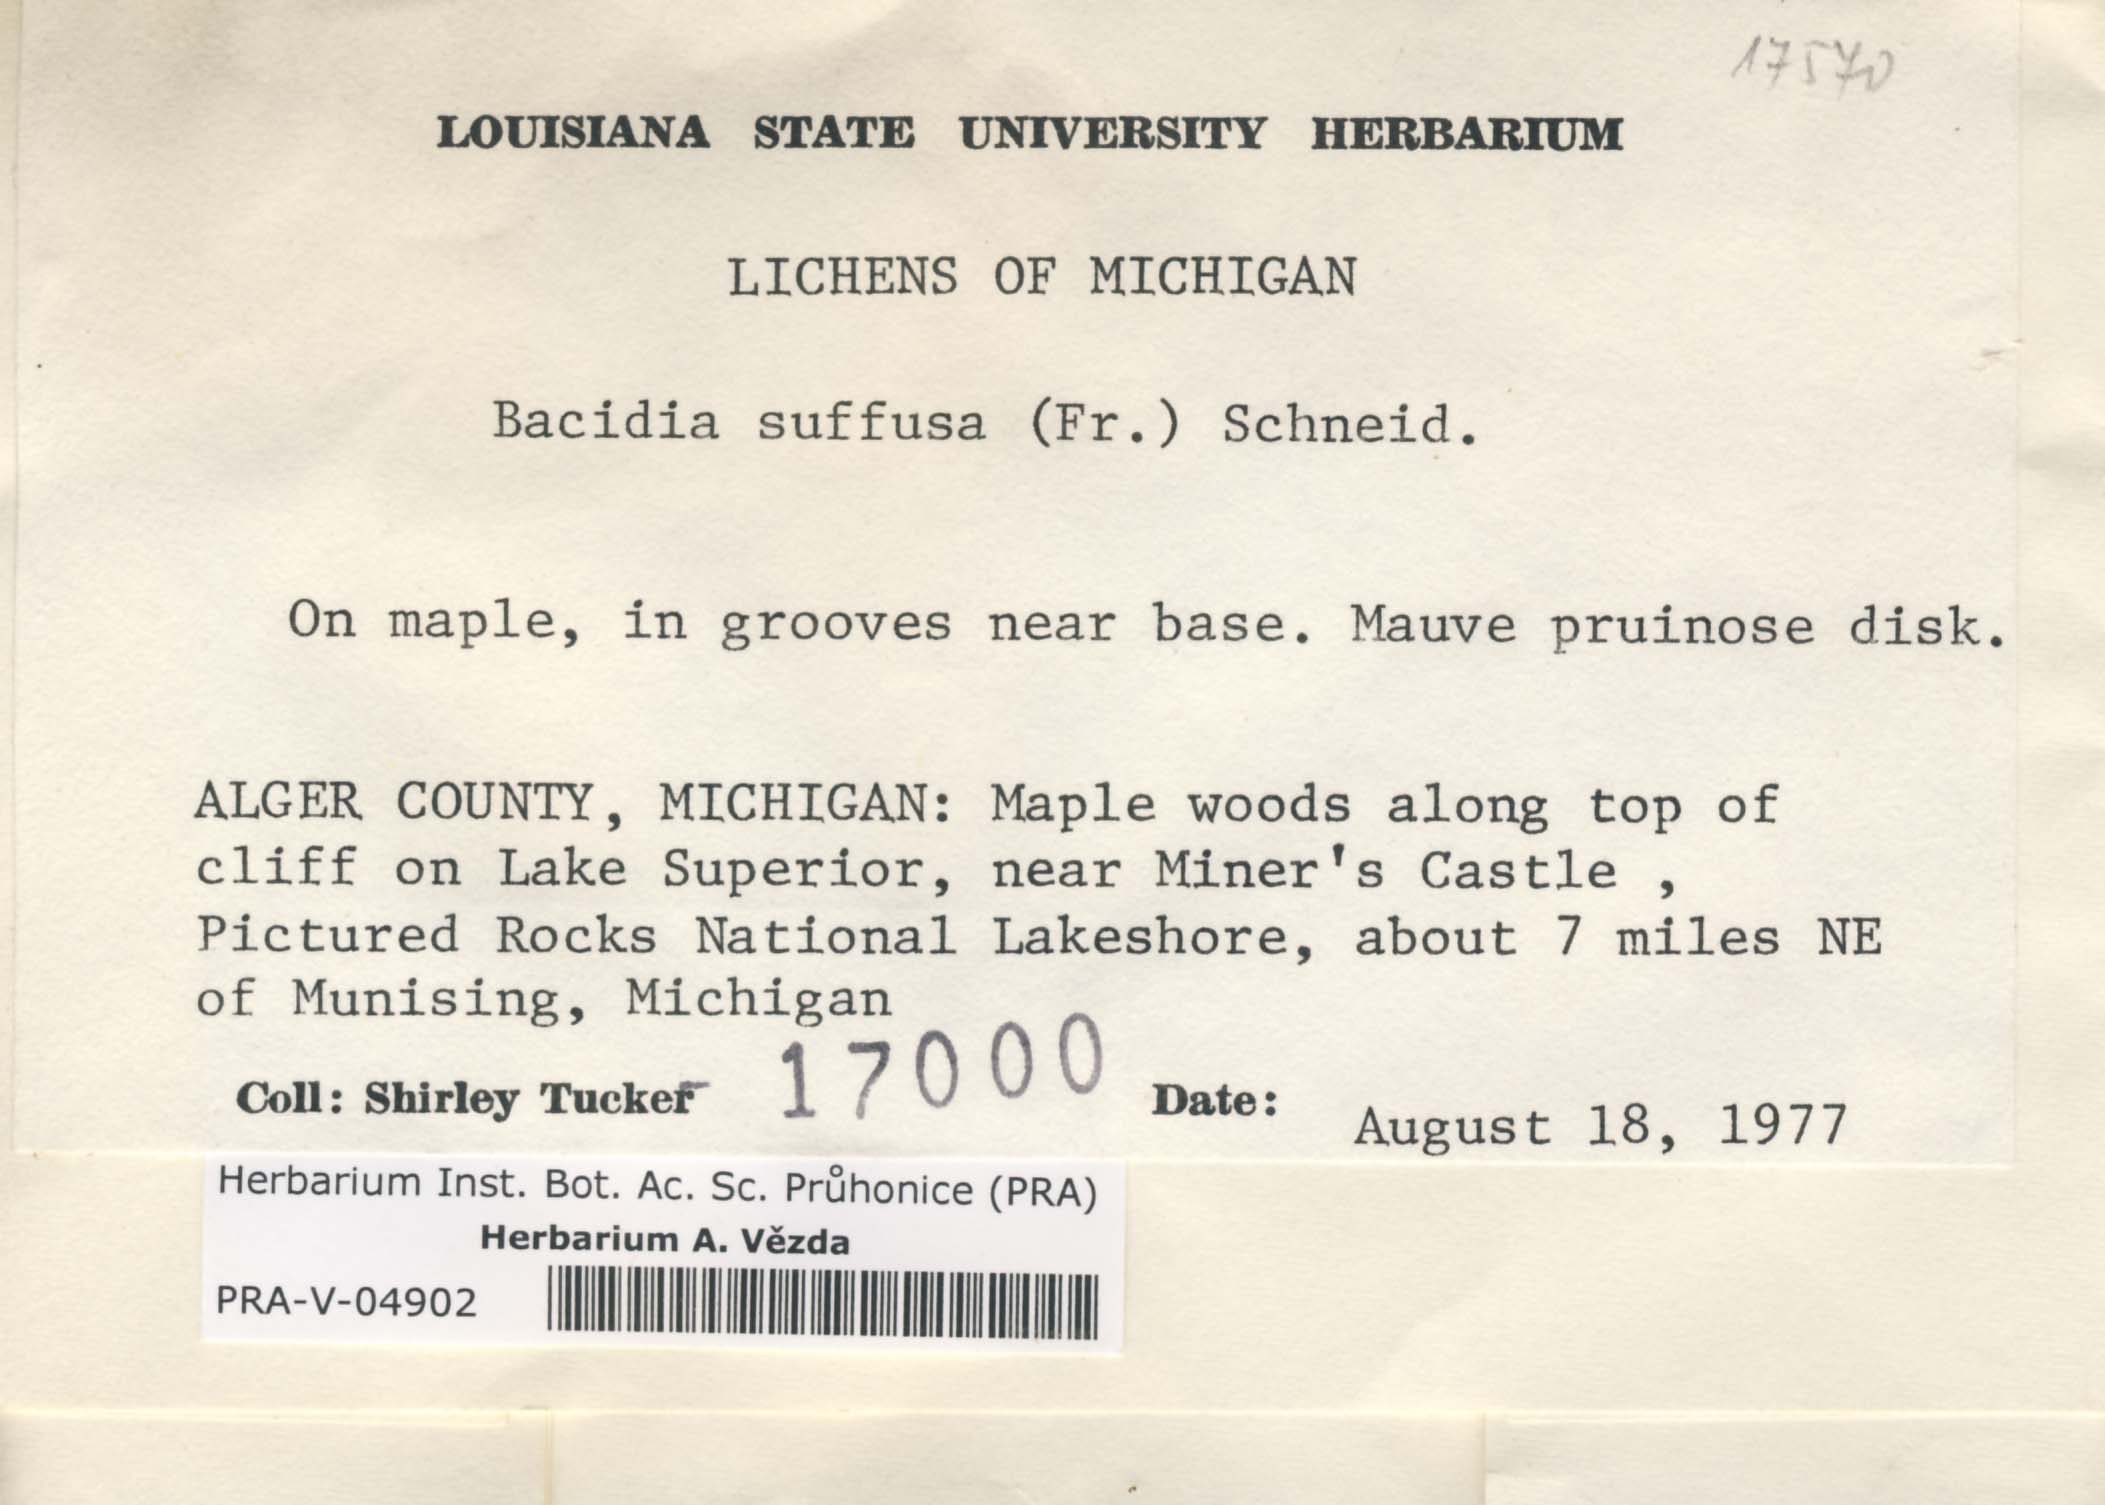 17570
LOUISIANA STATE UNIVERSITY HERBARIUM
LICHENS OF MICHIGAN
Bacidia suffusa (Fr.) Schneid.
On maple, in grooves near base. Mauve pruinose disk.
ALGER COUNTY, MICHIGAN: Maple woods along top of
cliff on Lake Superior, near Miner's Castle ,
Pictured Rocks National Lakeshore, about 7 miles NE
of Munising, Michigan
Coll: Shirley Tucker 17000 Date: August 18, 1977
Herbarium Inst. Bot. Ac. Sc. Průhonice (PRA)
Herbarium A. Vězda
PRA-V-04902